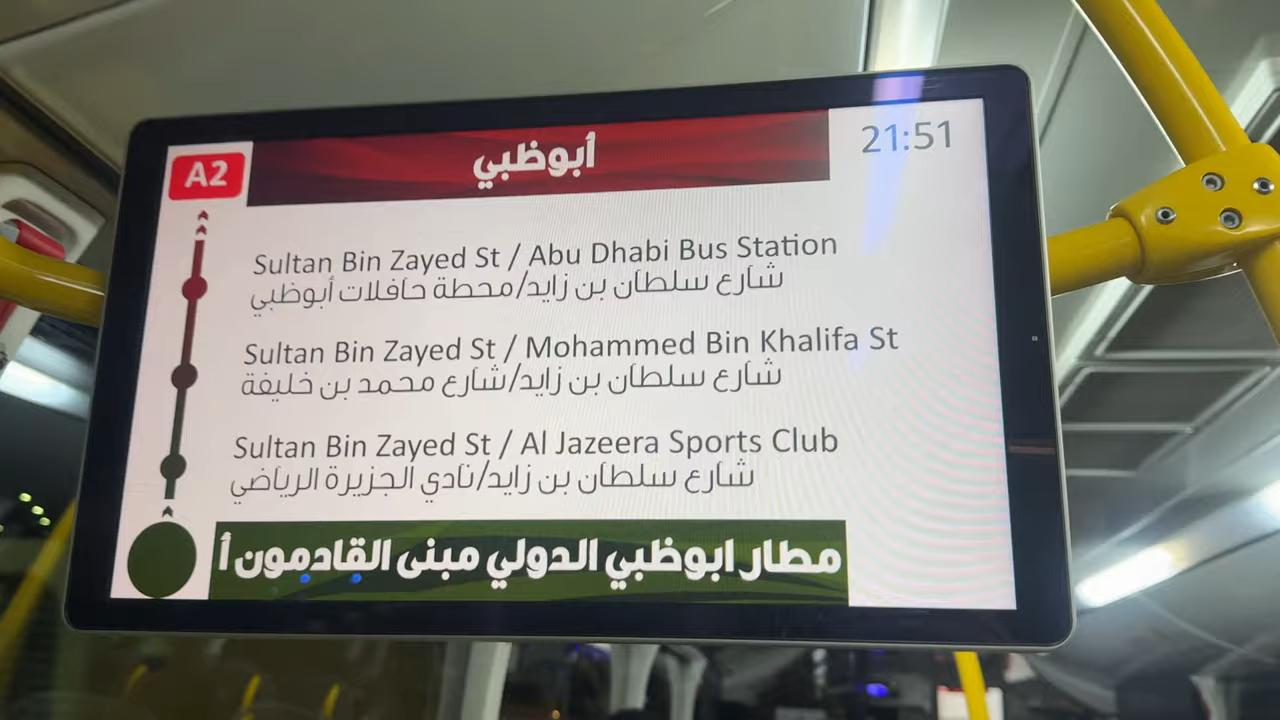 A2
أبوظبي
21:51
Sultan Bin Zayed St / Abu Dhabi Bus Station
شارع سلطان بن زايد/محطة حافلات أبوظبي
Sultan Bin Zayed St / Mohammed Bin Khalifa St
شارع سلطان بن زايد/شارع محمد بن خليفة
Sultan Bin Zayed St / Al Jazeera Sports Club
شارع سلطان بن زايد/نادي الجزيرة الرياضي
مطار ابوظبي الدولي مبنى القادمون أ